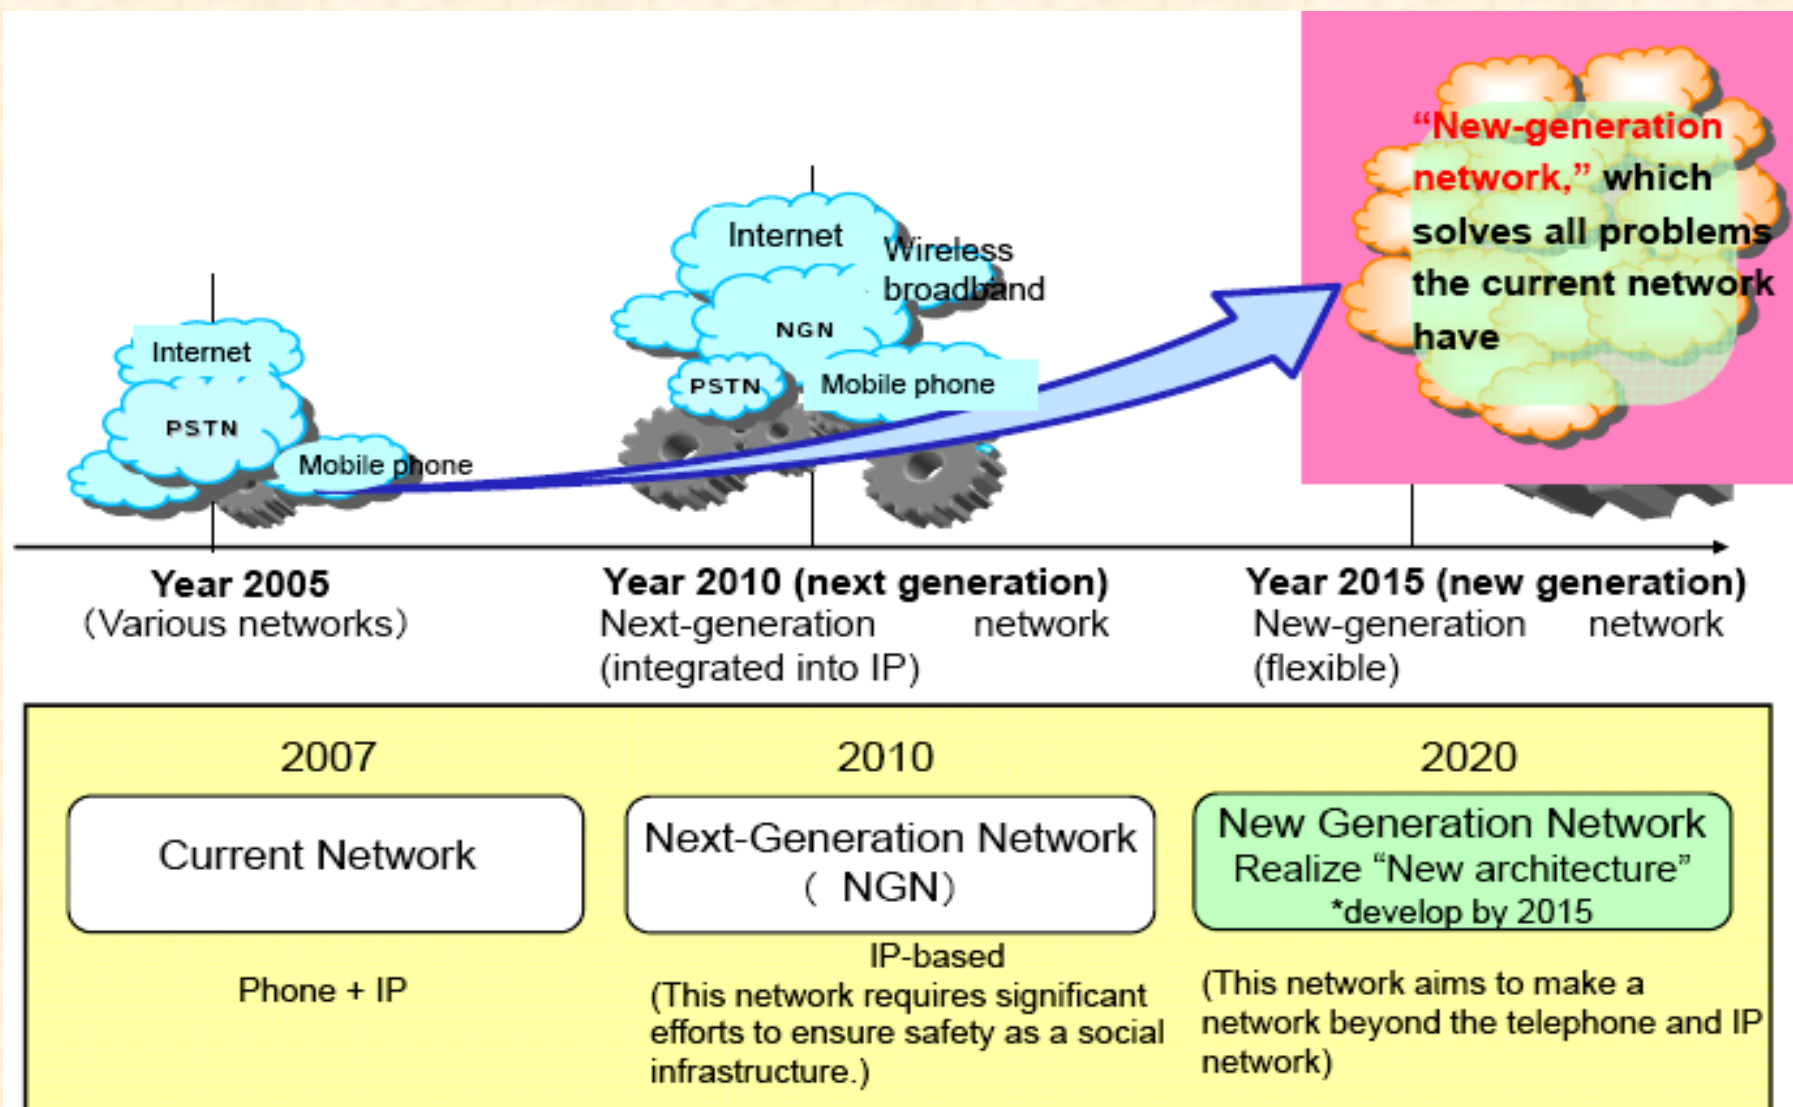 Internet
PSTN
Mobile phone
Internet
Wireless
broadband
NGN
PSTN
Mobile phone
“New-generation
network,” which
solves all problems
the current network
have
Year 2005
（Various networks）
Year 2010 (next generation)
Next-generation network
(integrated into IP)
Year 2015 (new generation)
New-generation network
(flexible)
2007
Current Network
Phone + IP
2010
Next-Generation Network
（ NGN）
IP-based
(This network requires significant
efforts to ensure safety as a social
infrastructure.)
2020
New Generation Network
Realize “New architecture”
*develop by 2015
(This network aims to make a
network beyond the telephone and IP
network)